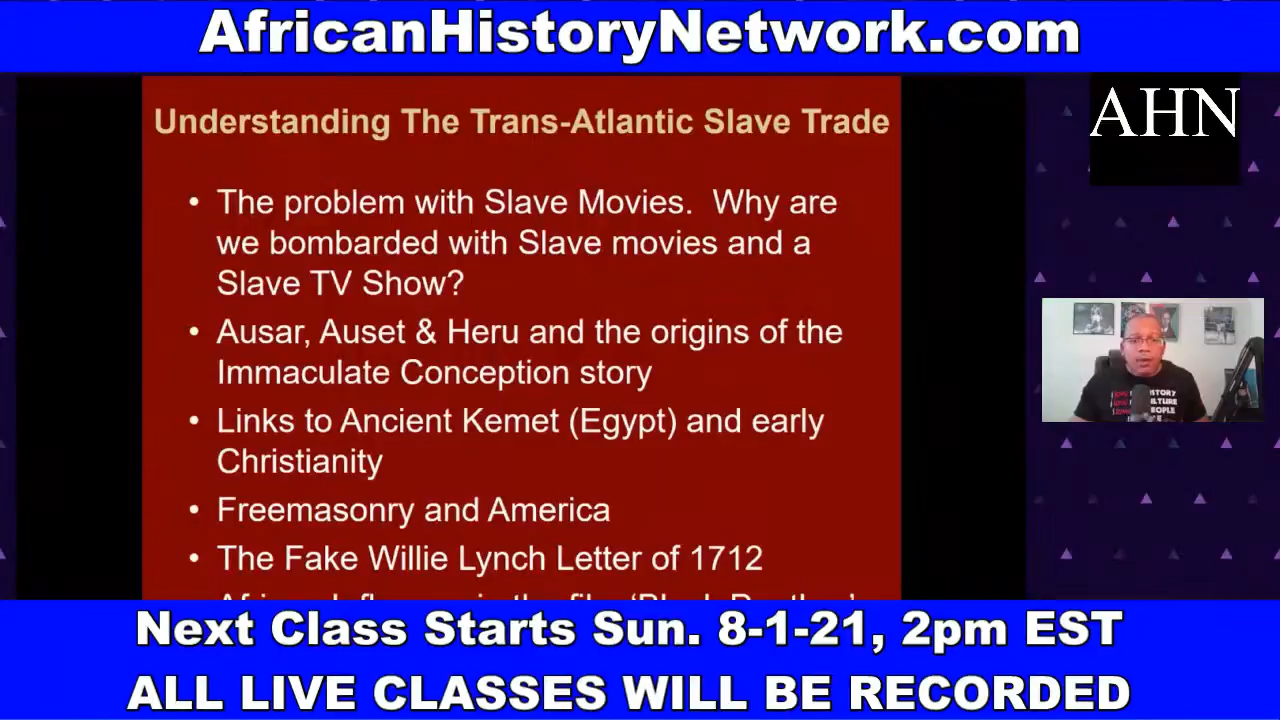 AfricanHistoryNetwork.com
AHN
Understanding The Trans-Atlantic Slave Trade
• The problem with Slave Movies. Why are
we bombarded with Slave movies and a
Slave TV Show?
• Ausar, Auset & Heru and the origins of the
Immaculate Conception story
• Links to Ancient Kemet (Egypt) and early
Christianity
• Freemasonry and America
• The Fake Willie Lynch Letter of 1712
HISTORY
CULTURE
PEOPLE
Next Class Starts Sun. 8-1-21, 2pm EST
ALL LIVE CLASSES WILL BE RECORDED